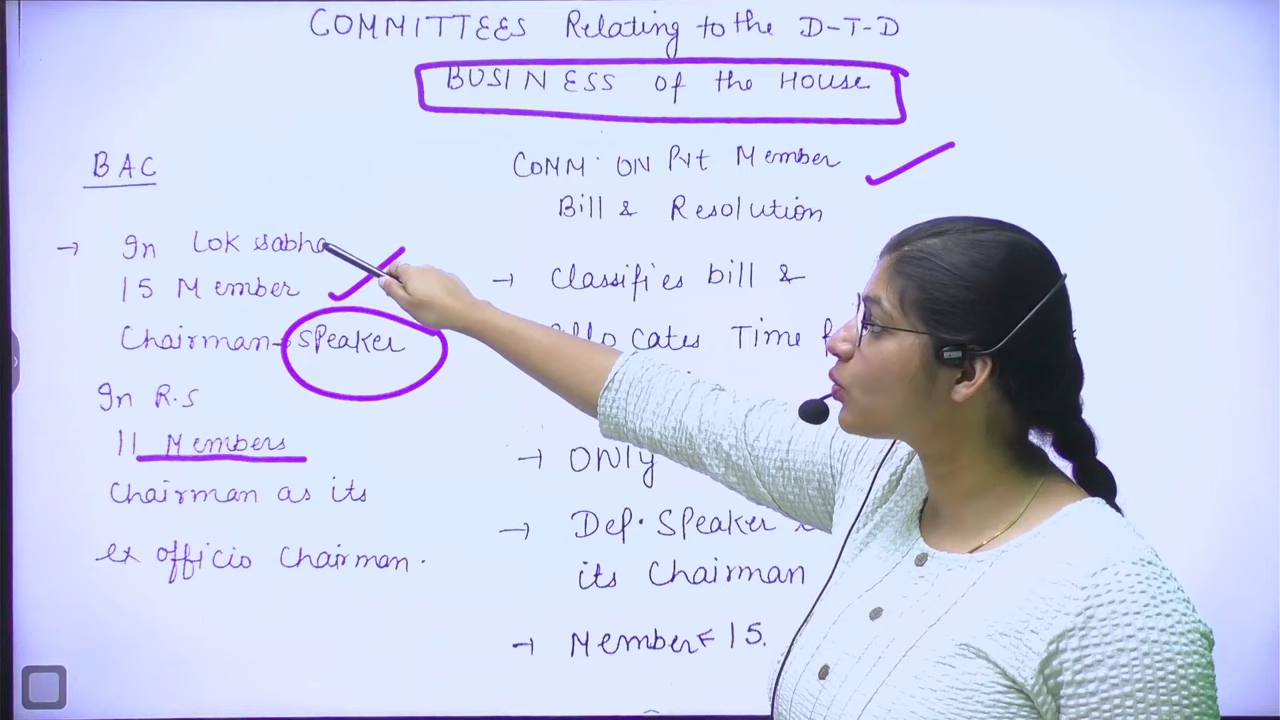 COMMITTEES Relating to the D-T-D
BUSINESS of the HOUSE
BAC
→ In Lok Sabha
15 Member
Chairman → Speaker
In R.S
11 Members
Chairman as its
ex officio Chairman.
COMM. ON Pvt Member
Bill & Resolution
→ Classifies bill &
Allocates Time
→ ONLY
→ Dep. Speaker
its Chairman
→ Member 15.